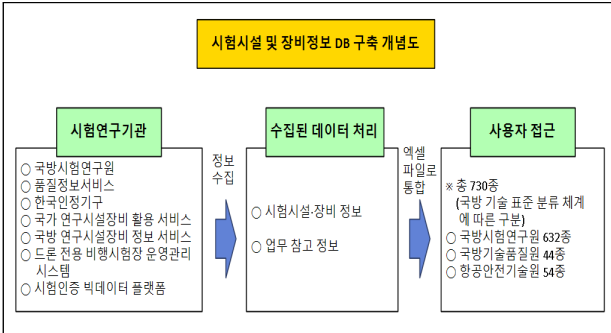 시험시설 및 장비정보 DB 구축 개념도
시험연구기관
○ 국방시험연구원
○ 품질정보서비스
○ 한국인정기구
○ 국가 연구시설장비 활용 서비스
○ 국방 연구시설장비 정보 서비스
○ 드론 전용 비행시험장 운영관리
시스템
○ 시험인증 빅데이터 플랫폼
정보
수집
수집된 데이터 처리
○ 시험시설·장비 정보
○ 업무 참고 정보
엑셀
파일로
통합
사용자 접근
※ 총 730종
(국방 기술 표준 분류 체계
에 따른 구분)
○ 국방시험연구원 632종
○ 국방기술품질원 44종
○ 항공안전기술원 54종